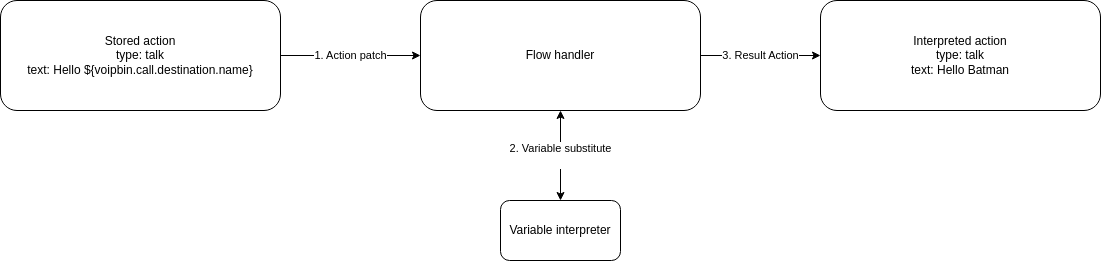 Stored action
type: talk
text: Hello ${voipbin.call.destination.name}
1. Action patch
Flow handler
3. Result Action
Interpreted action
type: talk
text: Hello Batman
2. Variable substitute
Variable interpreter